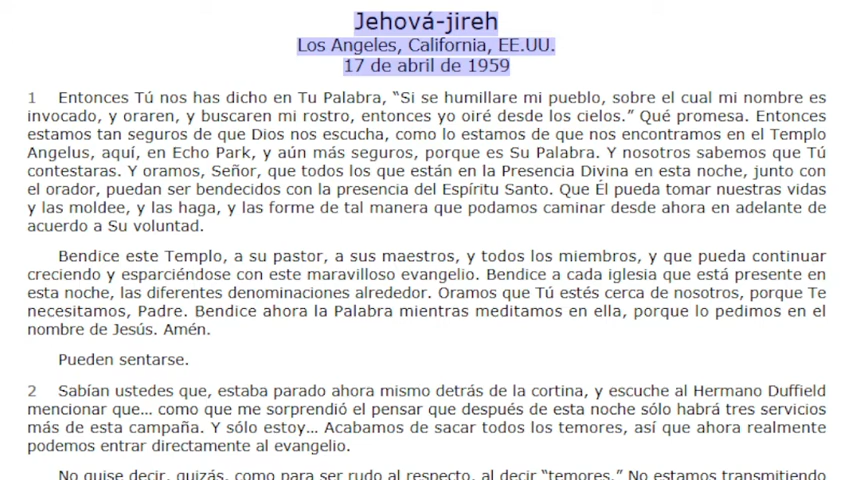 Jehová-jireh
Los Angeles, California, EE.UU.
17 de abril de 1959
1 Entonces Tú nos has dicho en Tu Palabra, “Si se humillare mi pueblo, sobre el cual mi nombre es
invocado, y oraren, y buscaren mi rostro, entonces yo oiré desde los cielos.” Qué promesa. Entonces
estamos tan seguros de que Dios nos escucha, como lo estamos de que nos encontramos en el Templo
Angelus, aquí, en Echo Park, y aún más seguros, porque es Su Palabra. Y nosotros sabemos que Tú
contestaras. Y oramos, Señor, que todos los que están en la Presencia Divina en esta noche, junto con
el orador, puedan ser bendecidos con la presencia del Espíritu Santo. Que Él pueda tomar nuestras vidas
y las moldee, y las haga, y las forme de tal manera que podamos caminar desde ahora en adelante de
acuerdo a Su voluntad.
Bendice este Templo, a su pastor, a sus maestros, y todos los miembros, y que pueda continuar
creciendo y esparciéndose con este maravilloso evangelio. Bendice a cada iglesia que está presente en
esta noche, las diferentes denominaciones alrededor. Oramos que Tú estés cerca de nosotros, porque Te
necesitamos, Padre. Bendice ahora la Palabra mientras meditamos en ella, porque lo pedimos en el
nombre de Jesús. Amén.
Pueden sentarse.
2 Sabían ustedes que, estaba parado ahora mismo detrás de la cortina, y escuche al Hermano Duffield
mencionar que… como que me sorprendió el pensar que después de esta noche sólo habrá tres servicios
más de esta campaña. Y sólo estoy… Acabamos de sacar todos los temores, así que ahora realmente
podemos entrar directamente al evangelio.
No quise decir, quizás, como para ser rudo al respecto, al decir “temores.” No estamos transmitiendo